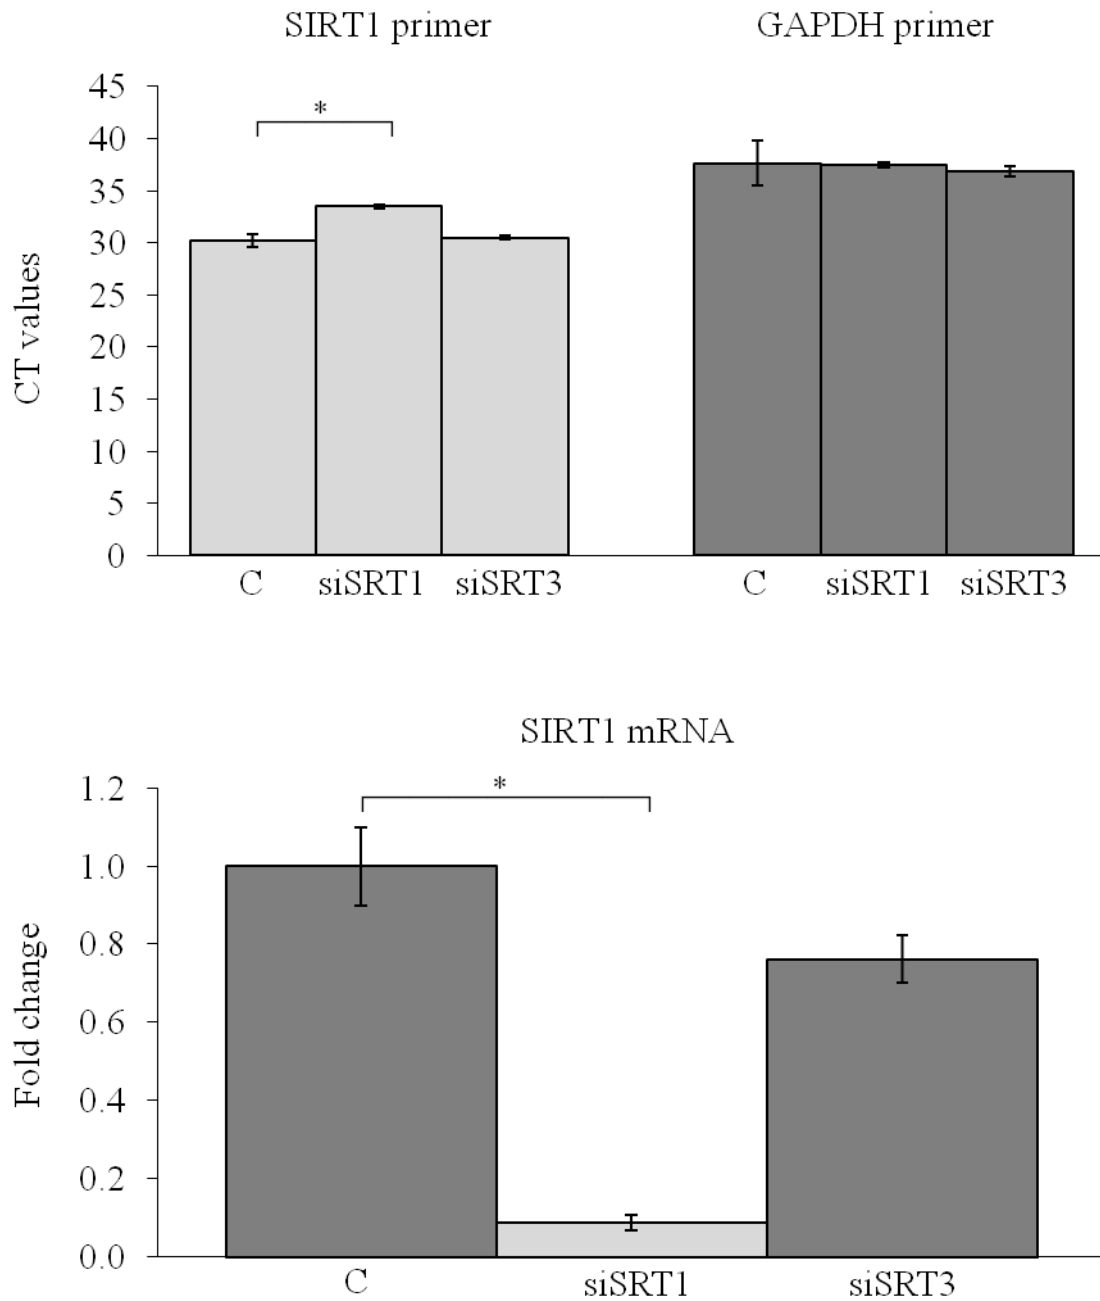 SIRT1 primer
GAPDH primer
CT values
45
40
35
30
25
20
15
10
5
0
*
C
siSRT1
siSRT3
C
siSRT1
siSRT3
SIRT1 mRNA
Fold change
1.2
1.0
0.8
0.6
0.4
0.2
0.0
*
C
siSRT1
siSRT3